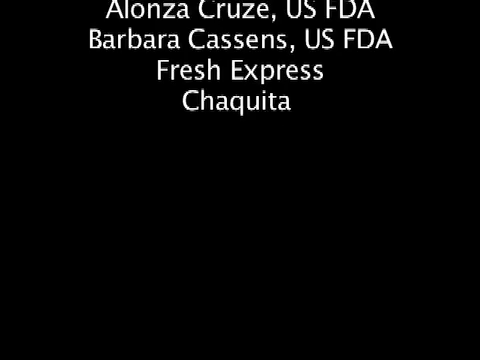 Alonza Cruze, US FDA
Barbara Cassens, US FDA
Fresh Express
Chaquita